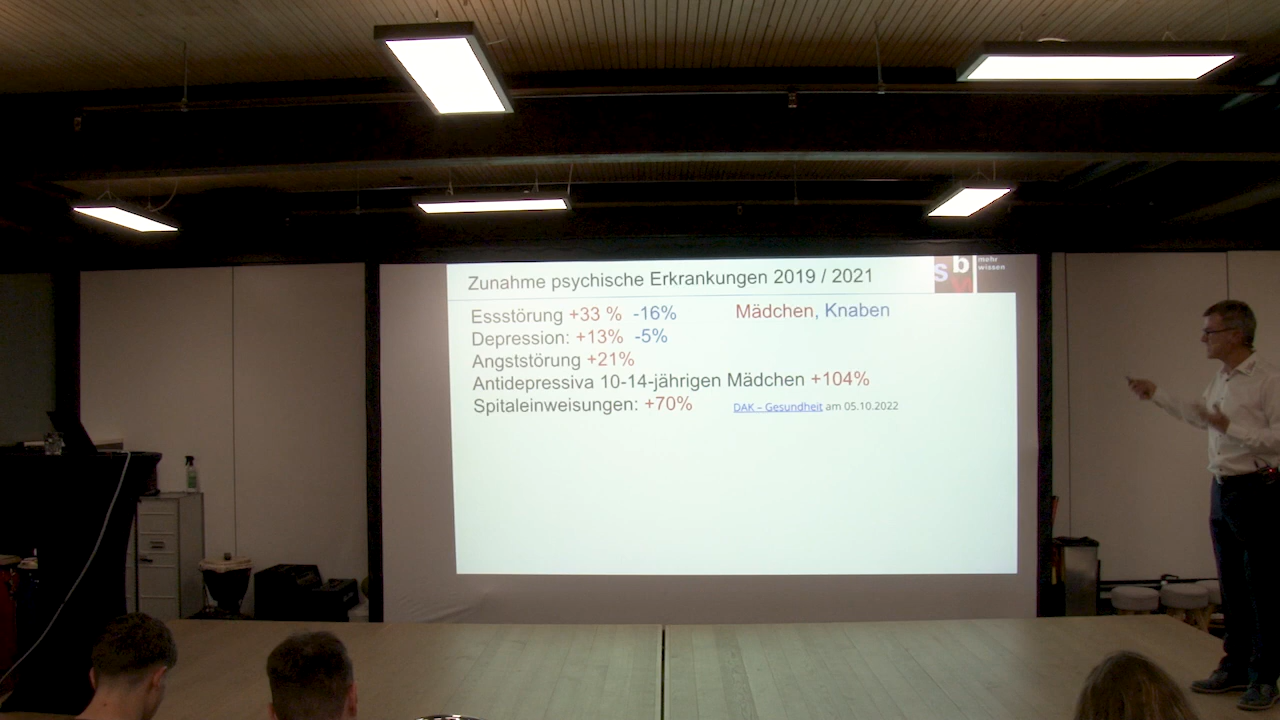 Zunahme psychische Erkrankungen 2019 / 2021
sb
mehr
wissen
Essstörung +33 % -16% Mädchen, Knaben
Depression: +13% -5%
Angststörung +21%
Antidepressiva 10-14-jährigen Mädchen +104%
Spitaleinweisungen: +70% DAK – Gesundheit am 05.10.2022